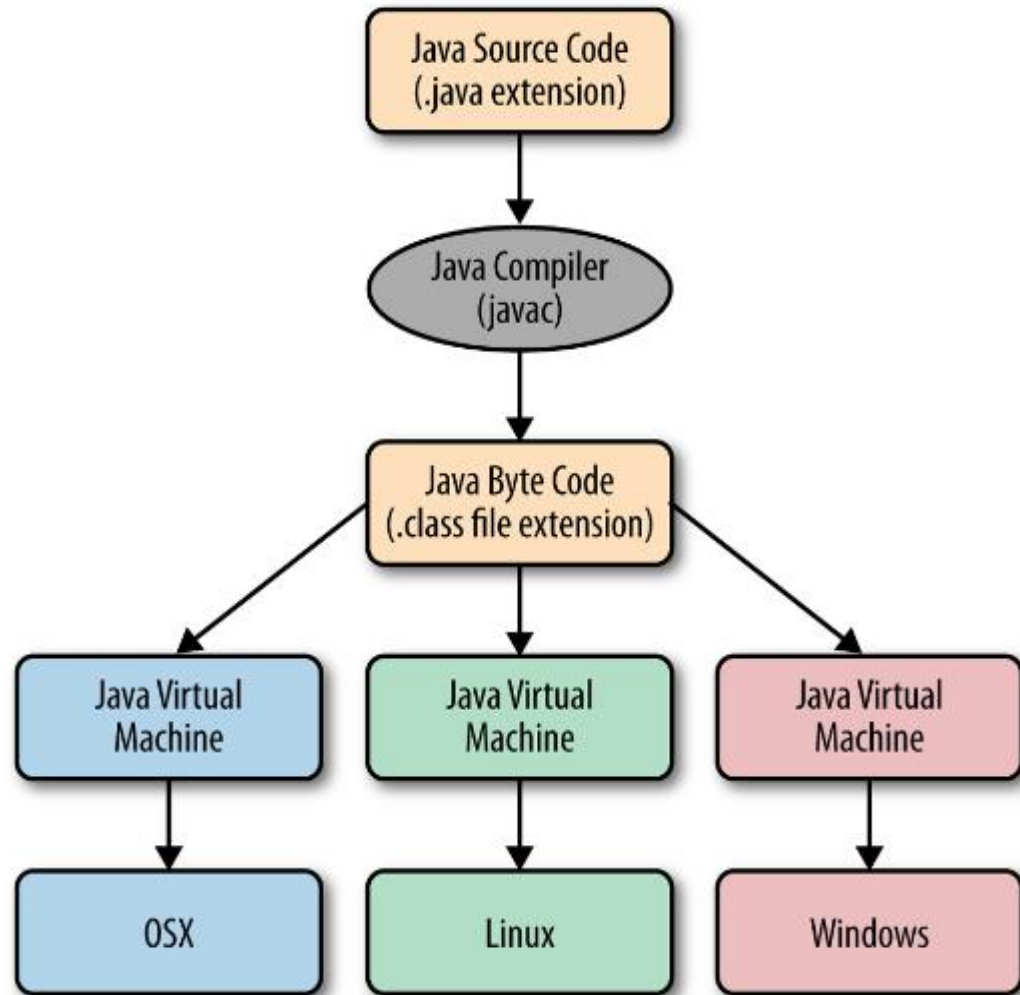 Java Source Code
(.java extension)
Java Compiler
(javac)
Java Byte Code
(.class file extension)
Java Virtual
Machine
Java Virtual
Machine
Java Virtual
Machine
OSX
Linux
Windows